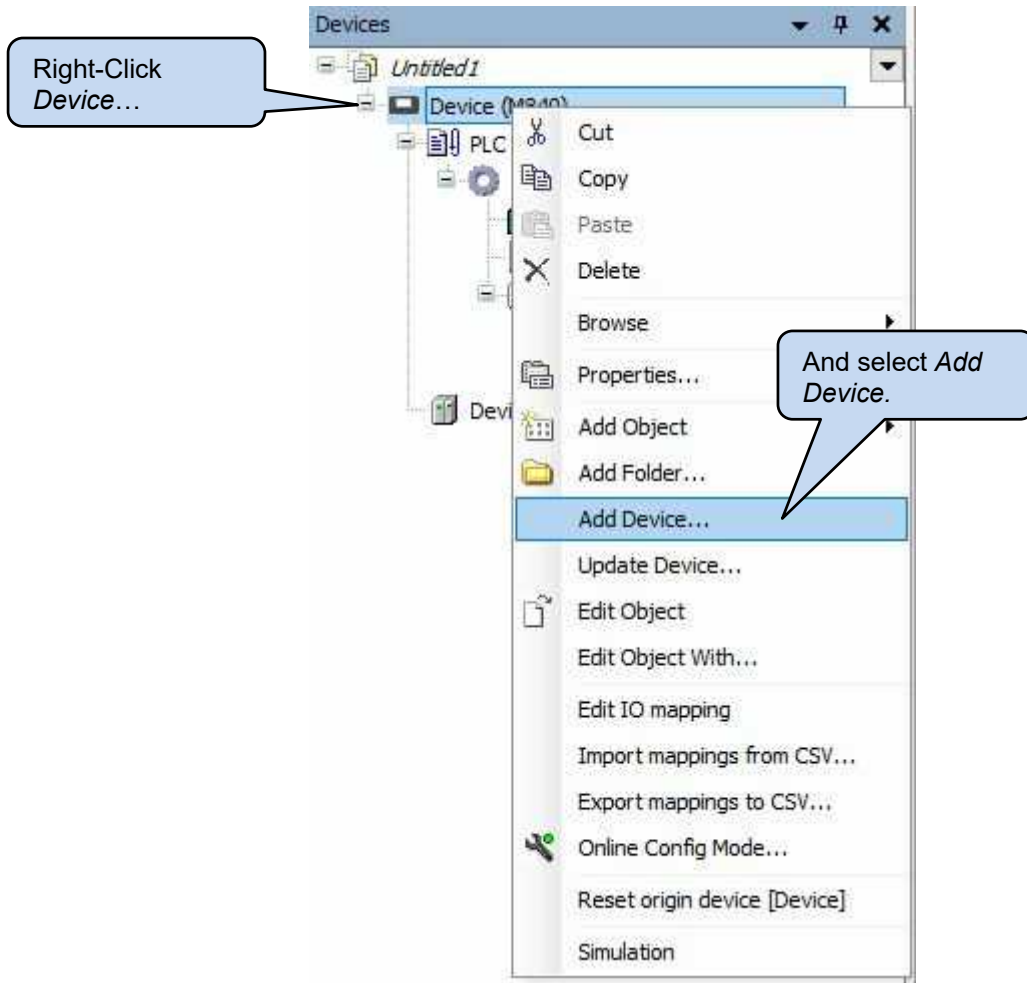 Devices
Right-Click
Device…
Untitled1
Device (M840)
PLC
Devi
Cut
Copy
Paste
Delete
Browse
Properties...
And select Add
Device.
Add Object
Add Folder...
Add Device...
Update Device...
Edit Object
Edit Object With...
Edit IO mapping
Import mappings from CSV...
Export mappings to CSV...
Online Config Mode...
Reset origin device [Device]
Simulation